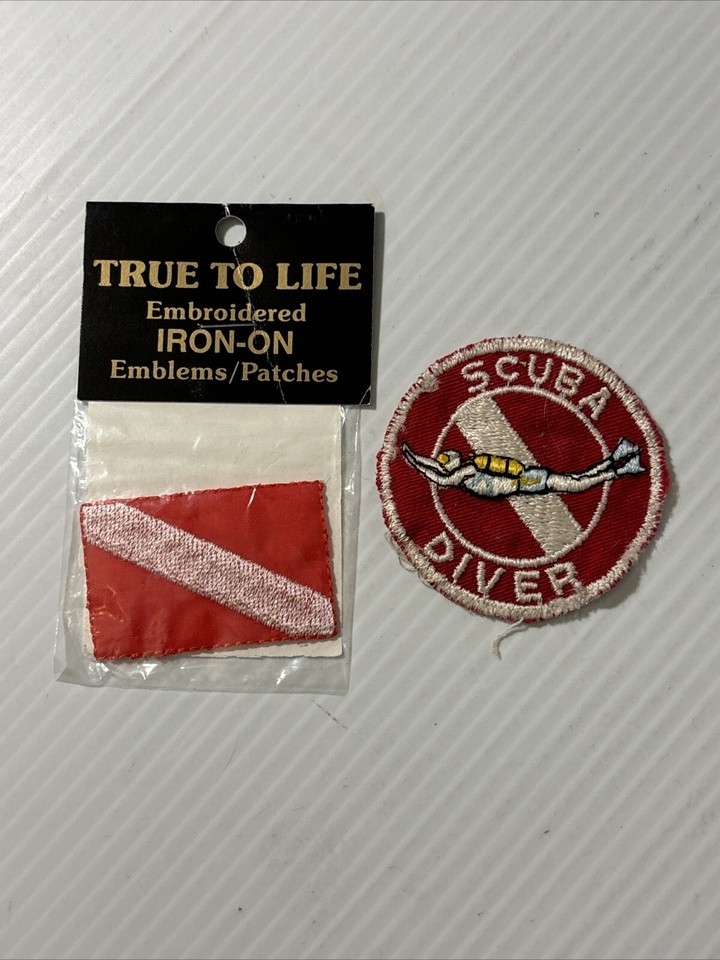 TRUE TO LIFE
Embroidered
IRON-ON
Emblems/Patches
SCUBA
DIVER